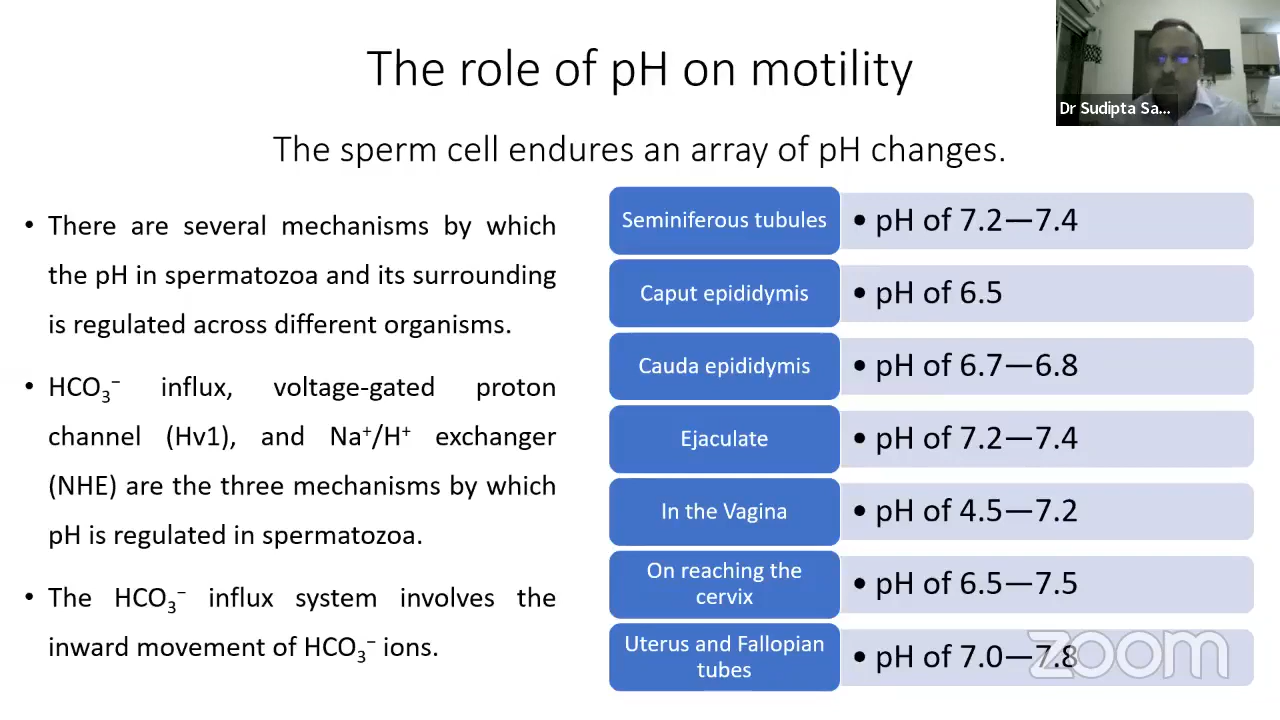 The role of pH on motility
Dr Sudipta Sa...
The sperm cell endures an array of pH changes.
• There are several mechanisms by which
the pH in spermatozoa and its surrounding
is regulated across different organisms.
• HCO₃⁻ influx, voltage-gated proton
channel (Hv1), and Na⁺/H⁺ exchanger
(NHE) are the three mechanisms by which
pH is regulated in spermatozoa.
• The HCO₃⁻ influx system involves the
inward movement of HCO₃⁻ ions.
Seminiferous tubules
• pH of 7.2—7.4
Caput epididymis
• pH of 6.5
Cauda epididymis
• pH of 6.7—6.8
Ejaculate
• pH of 7.2—7.4
In the Vagina
• pH of 4.5—7.2
On reaching the
cervix
• pH of 6.5—7.5
Uterus and Fallopian
tubes
• pH of 7.0—7.8
zoom